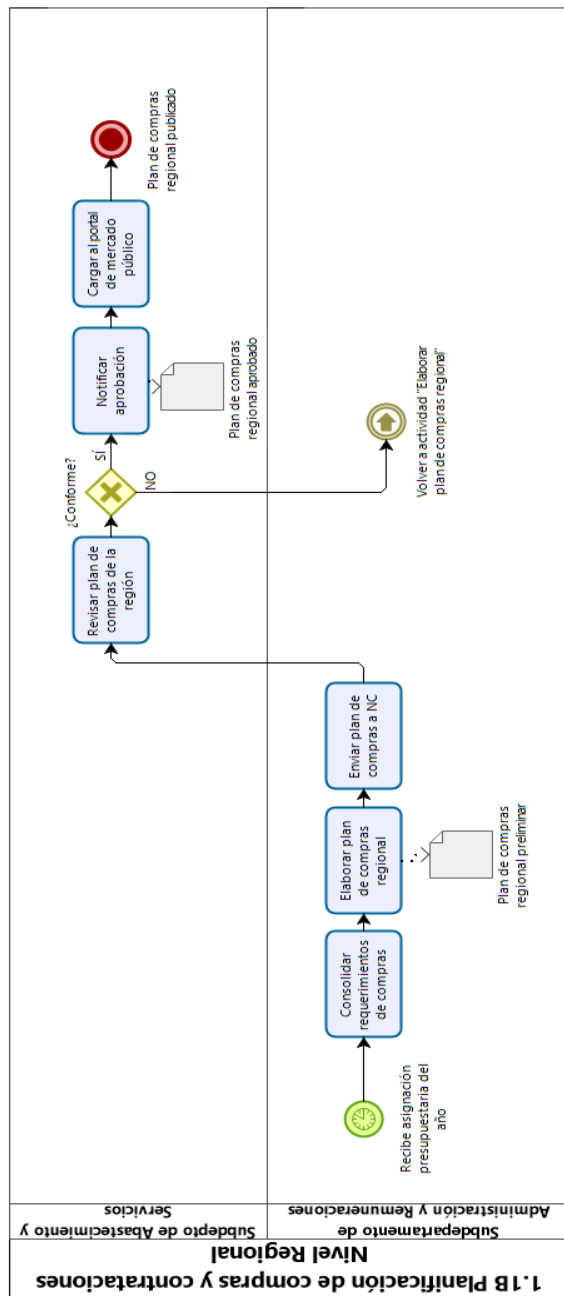 1.1B Planificación de compras y contrataciones
Nivel Regional
Subdepto de Abastecimiento y
Servicios
Subdepartamento de
Administración y Remuneraciones
Recibe asignación
presupuestaria del
año
Consolidar
requerimientos
de compras
Elaborar plan
de compras
regional
Plan de compras
regional preliminar
Enviar plan de
compras a NC
Revisar plan de
compras de la
región
¿Conforme?
SÍ
NO
Volver a actividad "Elaborar
plan de compras regional"
Notificar
aprobación
Plan de compras
regional aprobado
Cargar al portal
de mercado
público
Plan de compras
regional publicado